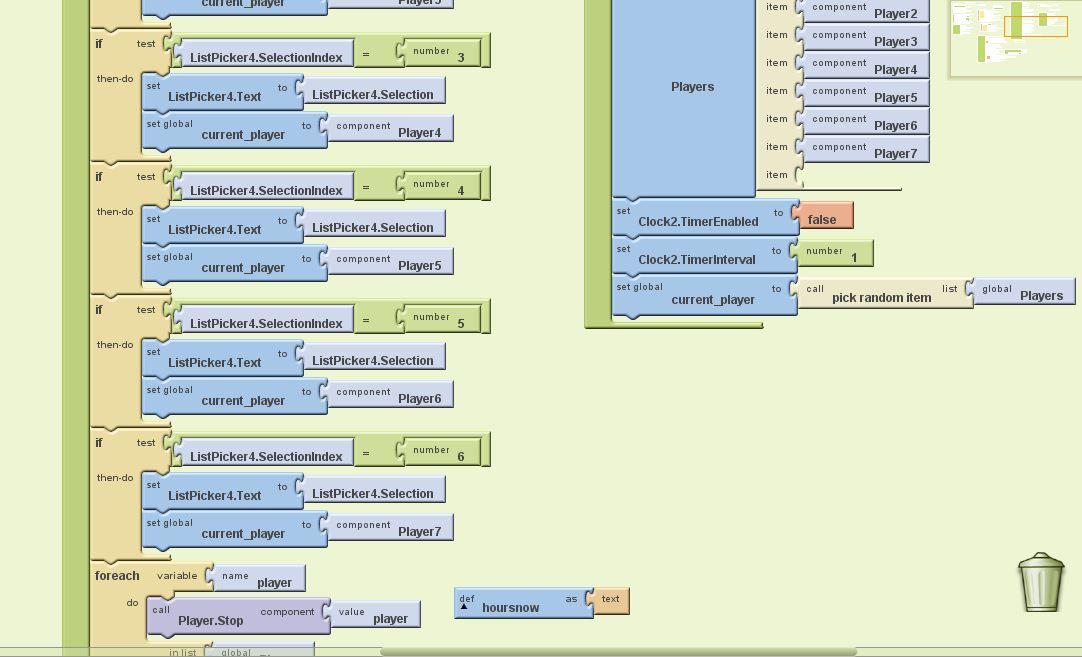 current_player
if test ListPicker4.SelectionIndex = number 3
then-do set ListPicker4.Text to ListPicker4.Selection
set global current_player to component Player4
if test ListPicker4.SelectionIndex = number 4
then-do set ListPicker4.Text to ListPicker4.Selection
set global current_player to component Player5
if test ListPicker4.SelectionIndex = number 5
then-do set ListPicker4.Text to ListPicker4.Selection
set global current_player to component Player6
if test ListPicker4.SelectionIndex = number 6
then-do set ListPicker4.Text to ListPicker4.Selection
set global current_player to component Player7
foreach variable name player
do call Player.Stop component value player
in list global
Players
item component Player2
item component Player3
item component Player4
item component Player5
item component Player6
item component Player7
item
set Clock2.TimerEnabled to false
set Clock2.TimerInterval to number 1
set global current_player to call pick random item list global Players
def hoursnow as text